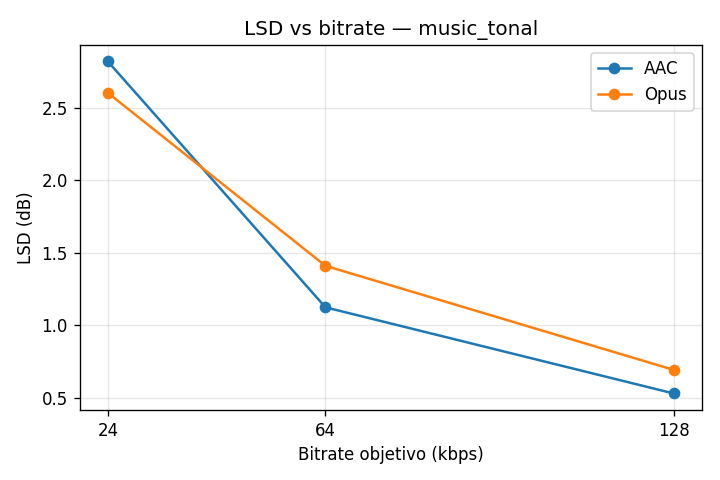 LSD vs bitrate — music_tonal
AAC
Opus
2.5
2.0
1.5
1.0
0.5
LSD (dB)
24
64
128
Bitrate objetivo (kbps)